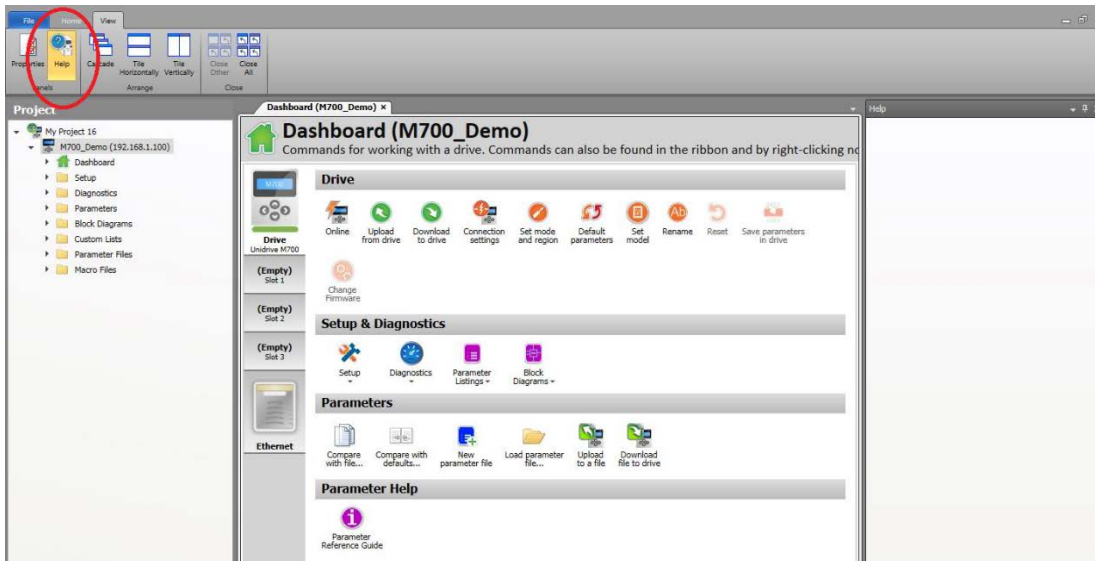 File Home View
Properties Help Cascade Tile Horizontally Tile Vertically Close Other Close All
Panels Arrange Close
Project
My Project 16
M700_Demo (192.168.1.100)
Dashboard
Setup
Diagnostics
Parameters
Block Diagrams
Custom Lists
Parameter Files
Macro Files
Dashboard (M700_Demo) ×
Dashboard (M700_Demo)
Commands for working with a drive. Commands can also be found in the ribbon and by right-clicking no
M700
Drive
Unidrive M700
(Empty)
Slot 1
(Empty)
Slot 2
(Empty)
Slot 3
Ethernet
Drive
Online Upload from drive Download to drive Connection settings Set mode and region Default parameters Set model Ab Rename Reset Save parameters in drive
Change Firmware
Setup & Diagnostics
Setup Diagnostics Parameter Listings Block Diagrams
Parameters
Compare with file... Compare with defaults... New parameter file Load parameter file... Upload to a file Download file to drive
Parameter Help
Parameter Reference Guide
Help